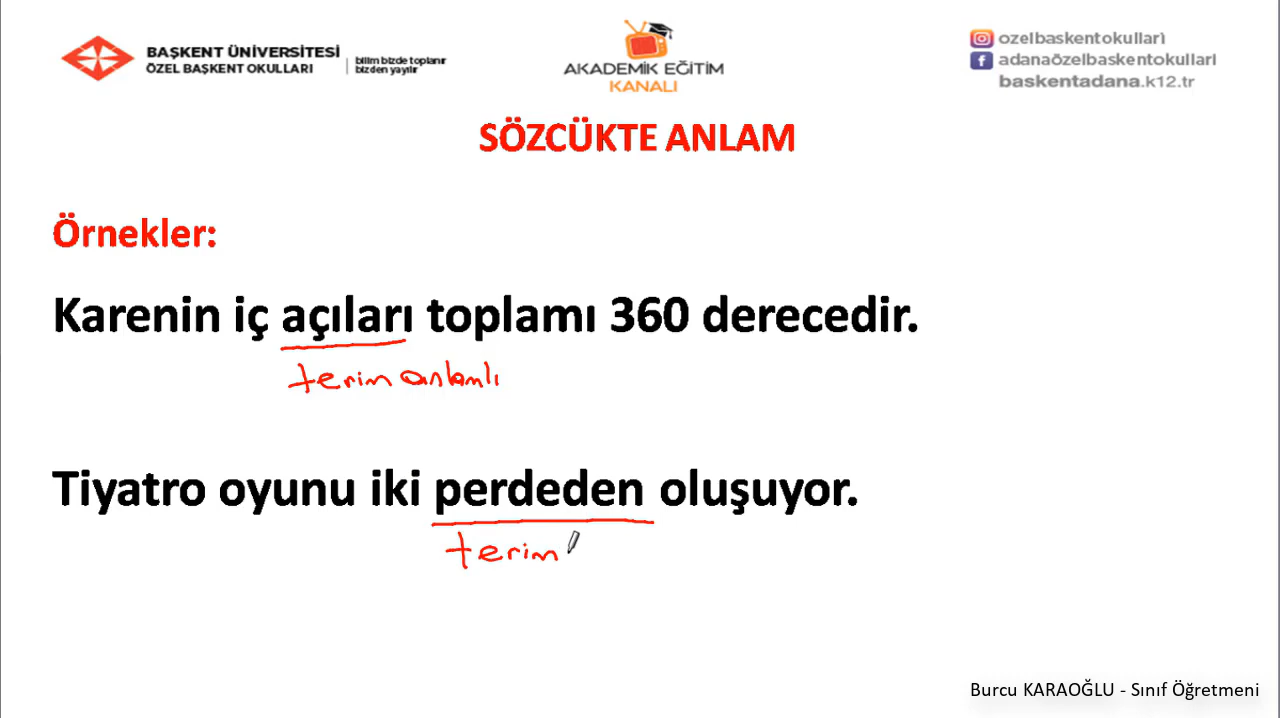 BAŞKENT ÜNİVERSİTESİ
ÖZEL BAŞKENT OKULLARI
bilim bizde toplanır
bizden yayılır
AKADEMİK EĞİTİM
KANALI
ozelbaskentokullari
adanaözelbaskentokullari
baskentadana.k12.tr
SÖZCÜKTE ANLAM
Örnekler:
Karenin iç açıları toplamı 360 derecedir.
terim anlamlı
Tiyatro oyunu iki perdeden oluşuyor.
terim
Burcu KARAOĞLU - Sınıf Öğretmeni